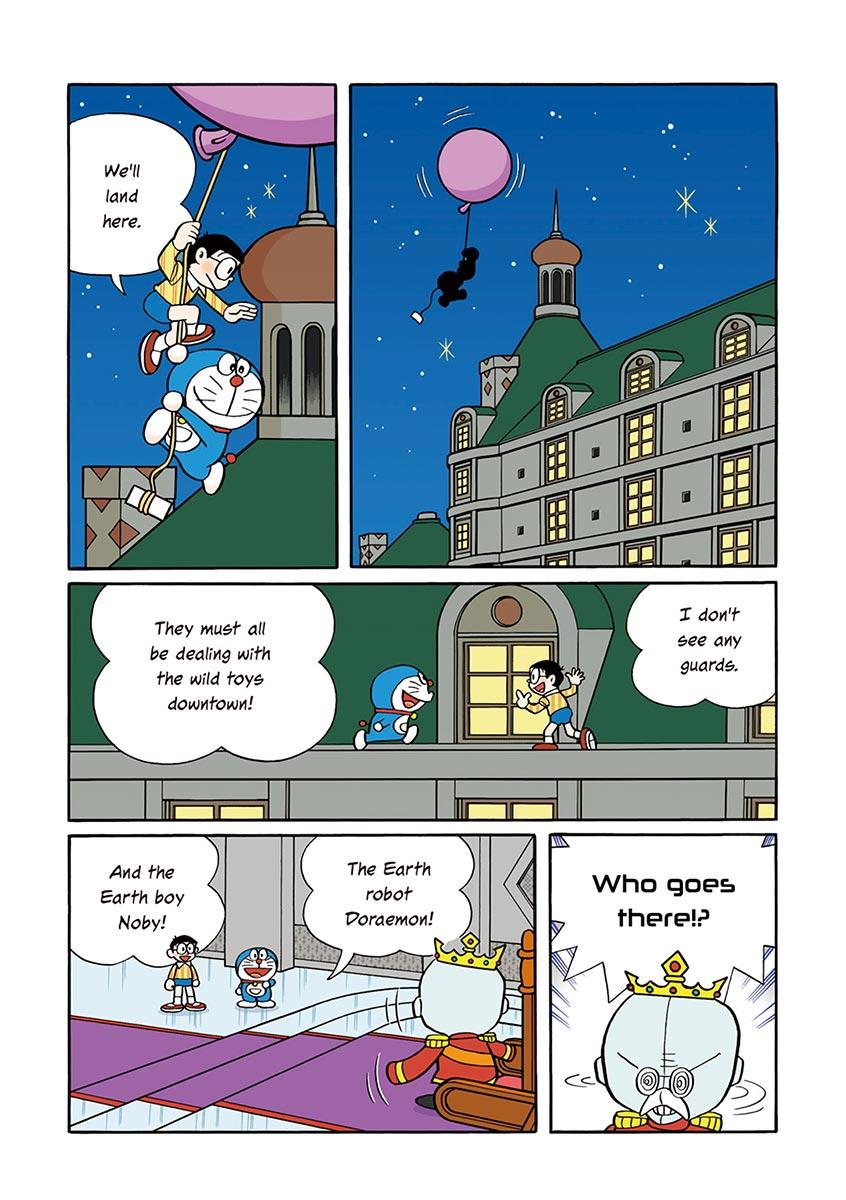 We'll
land
here.
I don't
see any
guards.
They must all
be dealing with
the wild toys
downtown!
Who goes
there!?
The Earth
robot
Doraemon!
And the
Earth boy
Noby!